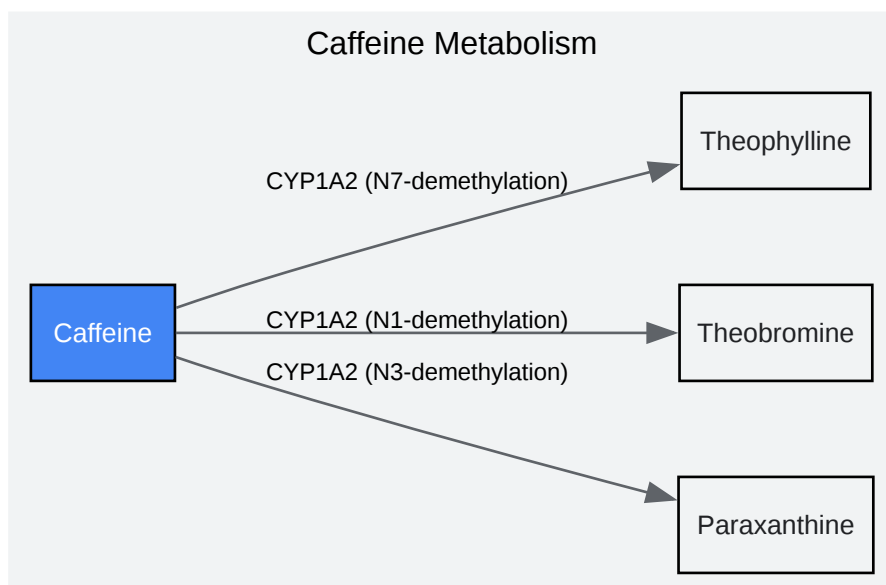 Caffeine Metabolism
Theophylline
CYP1A2 (N7-demethylation)
Caffeine
CYP1A2 (N1-demethylation)
Theobromine
CYP1A2 (N3-demethylation)
Paraxanthine